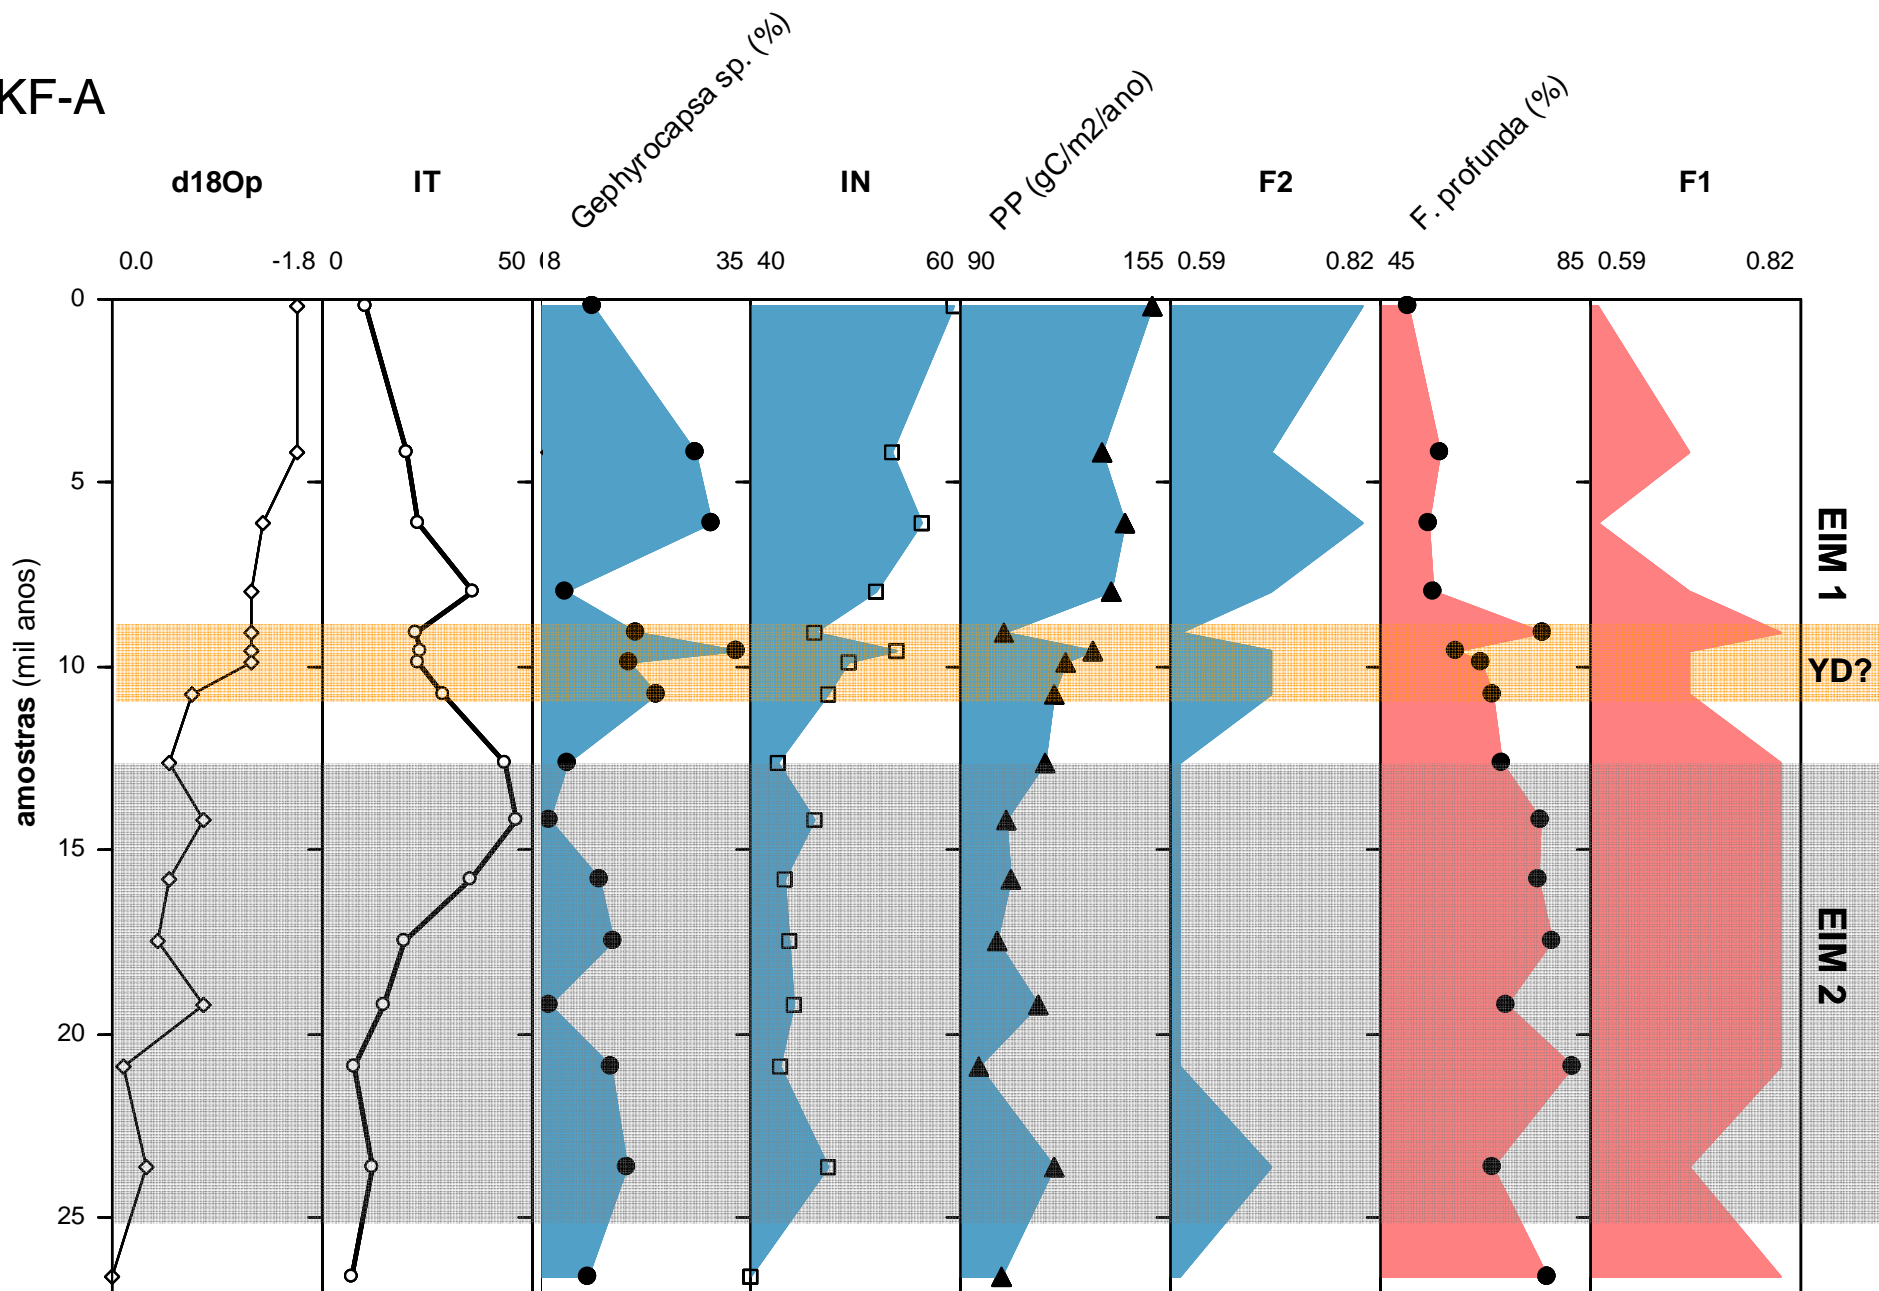 KF-A
d18Op
IT
Gephyrocapsa sp. (%)
IN
PP (gC/m2/ano)
F2
F. profunda (%)
F1
0.0 -1.8 0 50 8 35 40 60 90 155 0.59 0.82 45 85 0.59 0.82
0
5
10
15
20
25
amostras (mil anos)
EIM 1
YD?
EIM 2